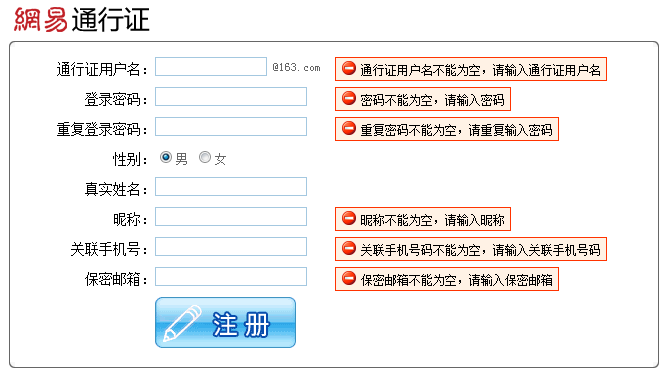 網易通行证
通行证用户名： @163.com 通行证用户名不能为空，请输入通行证用户名
登录密码： 密码不能为空，请输入密码
重复登录密码： 重复密码不能为空，请重复输入密码
性别： 男 女
真实姓名：
昵称： 昵称不能为空，请输入昵称
关联手机号： 关联手机号码不能为空，请输入关联手机号码
保密邮箱： 保密邮箱不能为空，请输入保密邮箱
注册